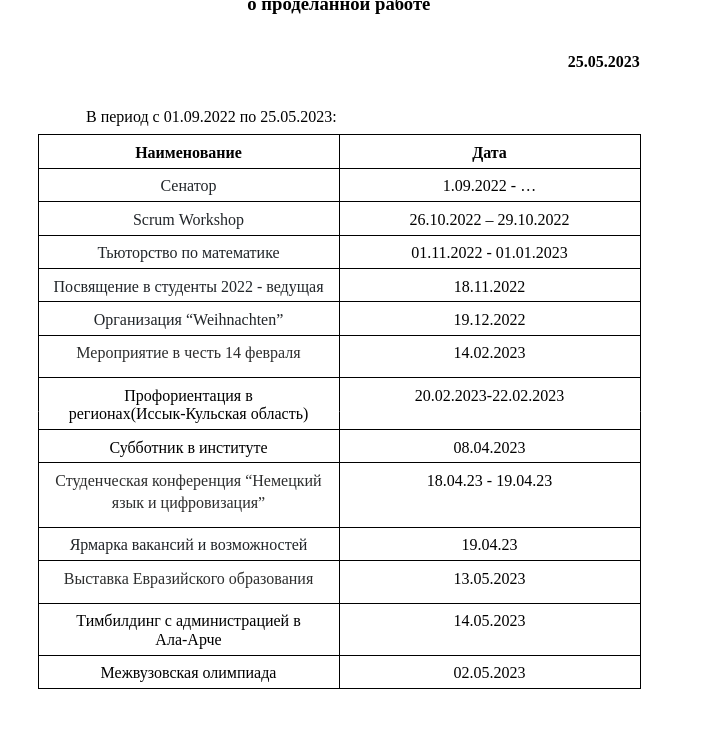 о проделанной работе
25.05.2023
В период с 01.09.2022 по 25.05.2023:
Наименование Дата
Сенатор 1.09.2022 - …
Scrum Workshop 26.10.2022 – 29.10.2022
Тьюторство по математике 01.11.2022 - 01.01.2023
Посвящение в студенты 2022 - ведущая 18.11.2022
Организация “Weihnachten” 19.12.2022
Мероприятие в честь 14 февраля 14.02.2023
Профориентация в 20.02.2023-22.02.2023
регионах(Иссык-Кульская область)
Субботник в институте 08.04.2023
Студенческая конференция “Немецкий 18.04.23 - 19.04.23
язык и цифровизация”
Ярмарка вакансий и возможностей 19.04.23
Выставка Евразийского образования 13.05.2023
Тимбилдинг с администрацией в 14.05.2023
Ала-Арче
Межвузовская олимпиада 02.05.2023